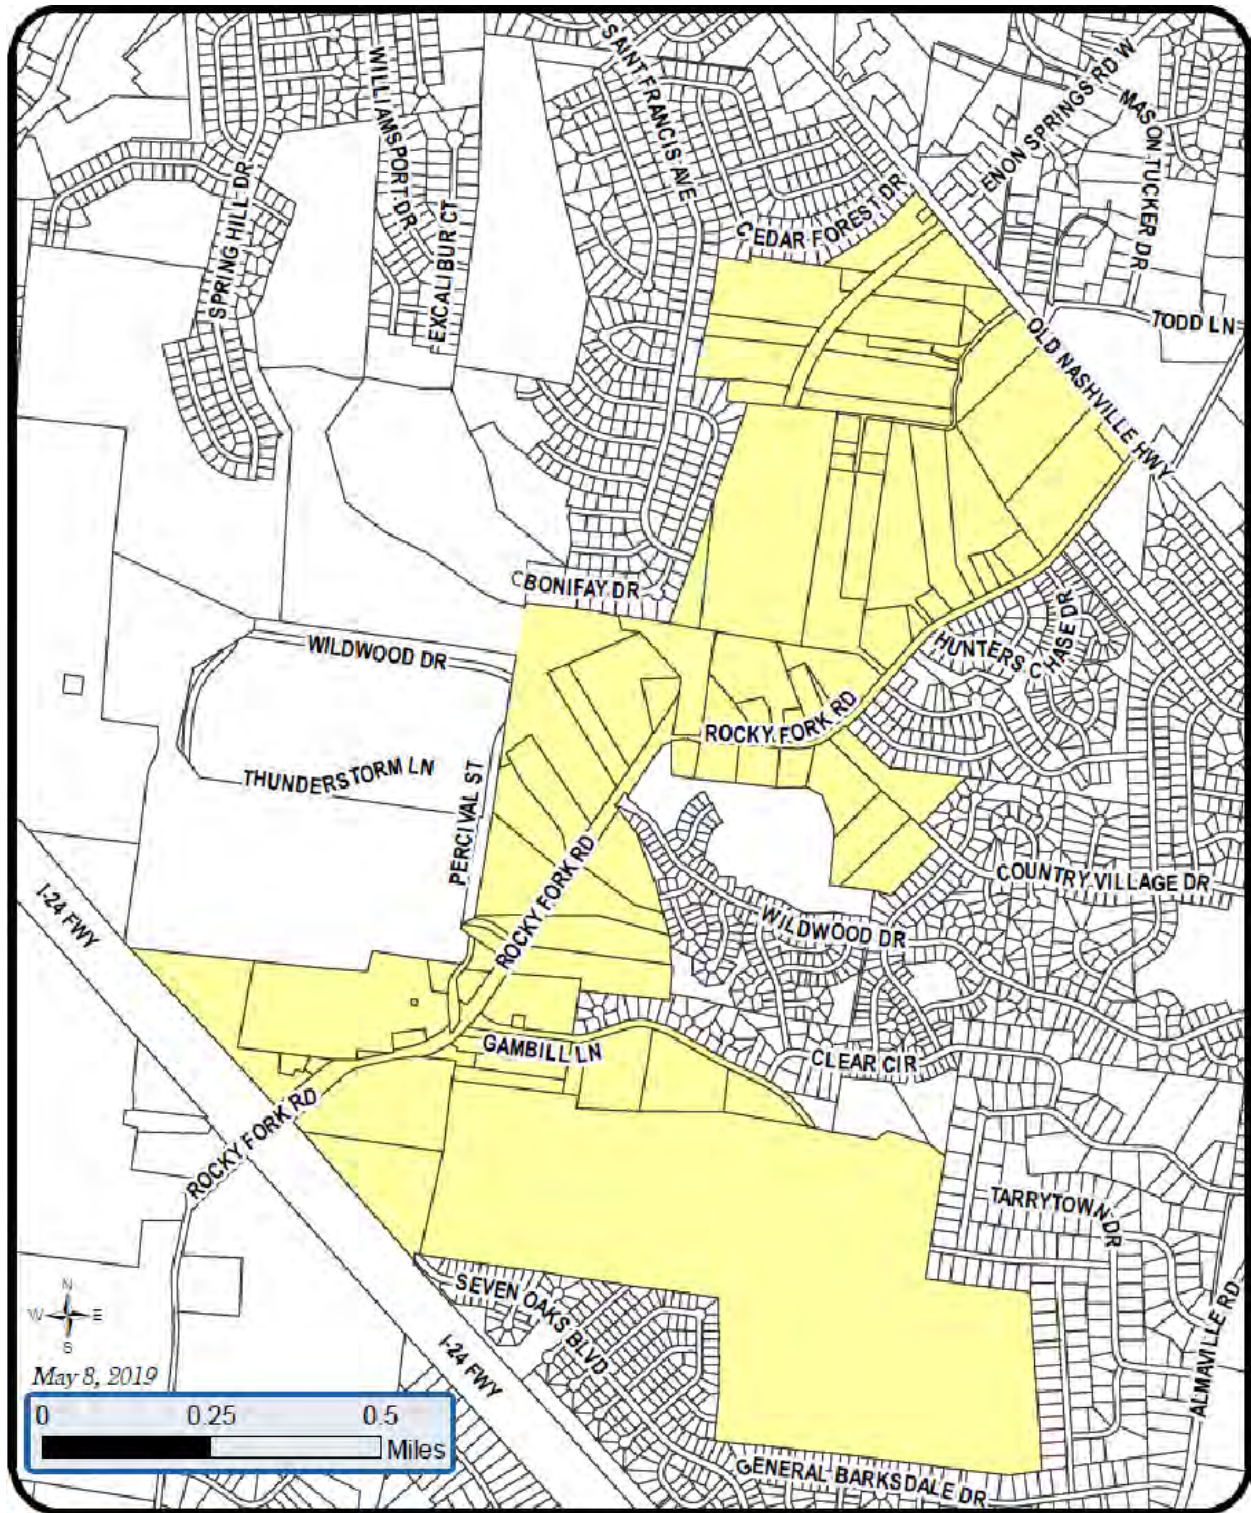 SAINT FRANCIS AVE
WILLIAMSPORT DR
ENON SPRINGS RD W
MASON TUCKER DR
SPRING HILL DR
EXCALIBUR CT
CEDAR FOREST DR
TODD LN
OLD NASHVILLE HWY
CBONIFAY DR
HUNTERS CHASE DR
WILDWOOD DR
ROCKY FORK RD
THUNDERSTORM LN
PERCIVAL ST
ROCKY FORK RD
COUNTRY VILLAGE DR
I-24 FWY
WILDWOOD DR
GAMBILL LN
CLEAR CIR
ROCKY FORK RD
TARRYTOWN DR
SEVEN OAKS BLVD
ALMAVILLE RD
I-24 FWY
GENERAL BARKSDALE DR
N
W E
S
May 8, 2019
0 0.25 0.5
Miles